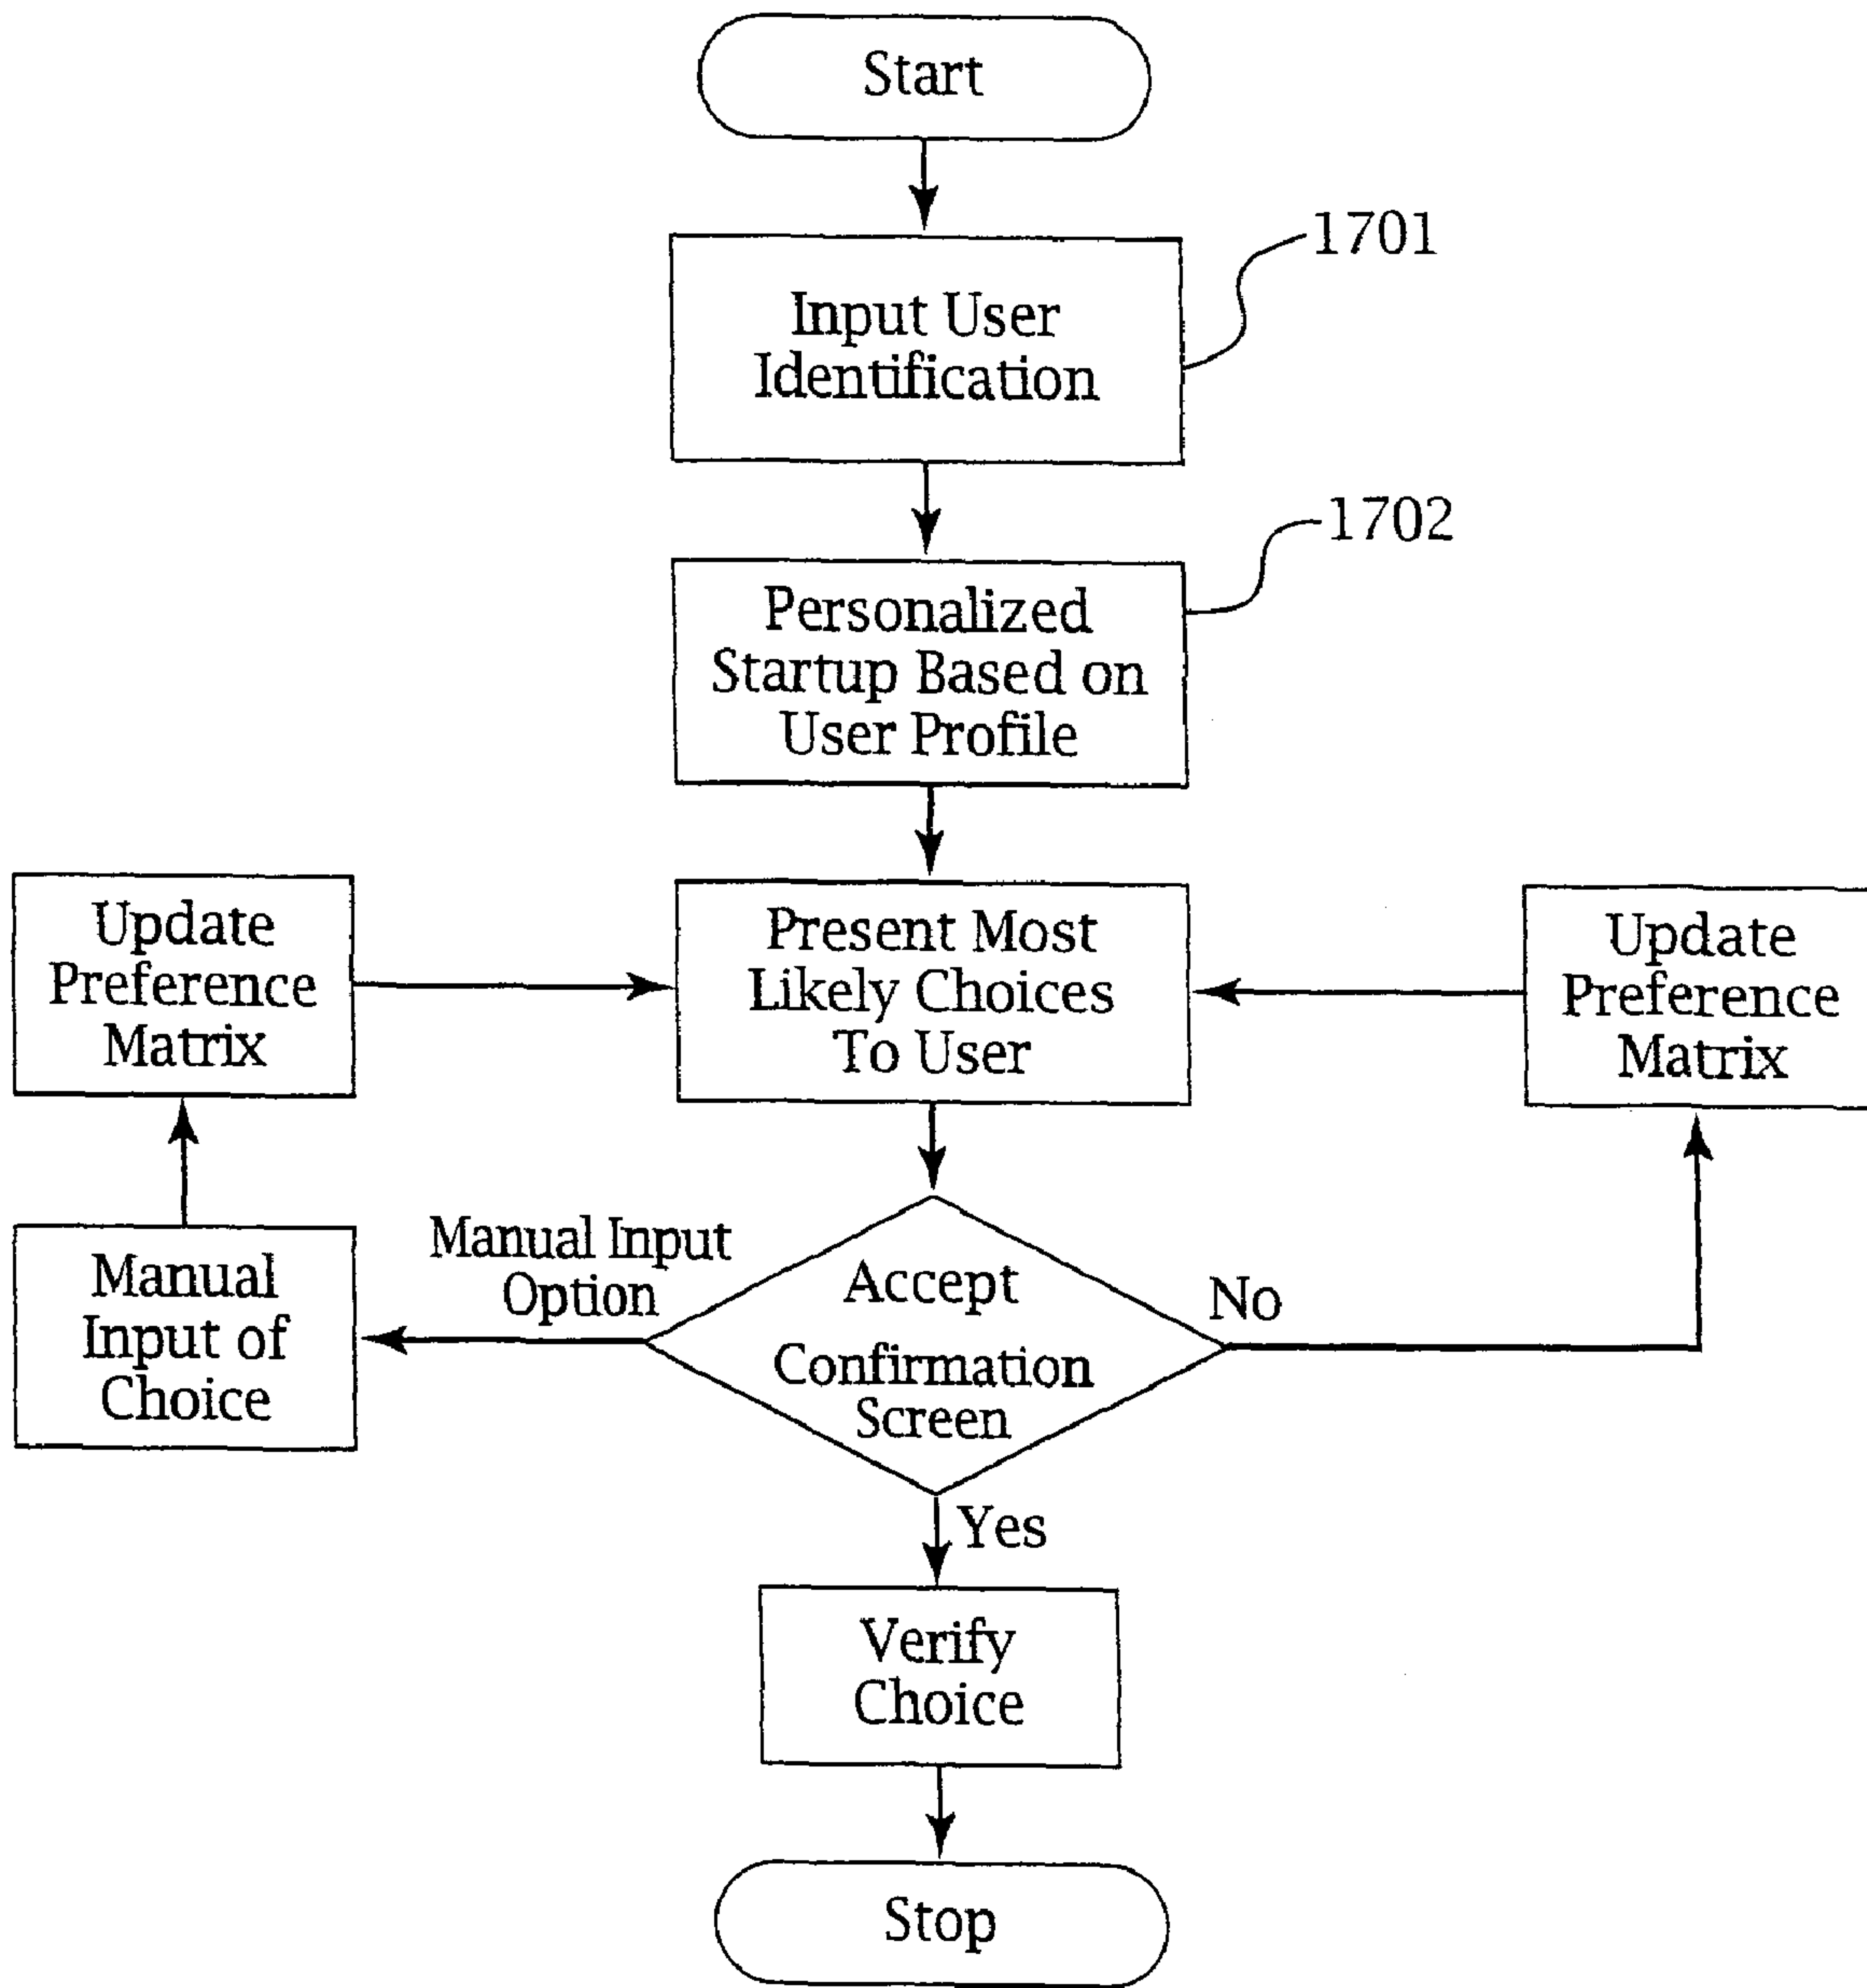 Start
1701
Input User
Identification
1702
Personalized
Startup Based on
User Profile
Update
Preference
Matrix
Present Most
Likely Choices
To User
Update
Preference
Matrix
Manual
Input of
Choice
Manual Input
Option
Accept
Confirmation
Screen
No
Yes
Verify
Choice
Stop